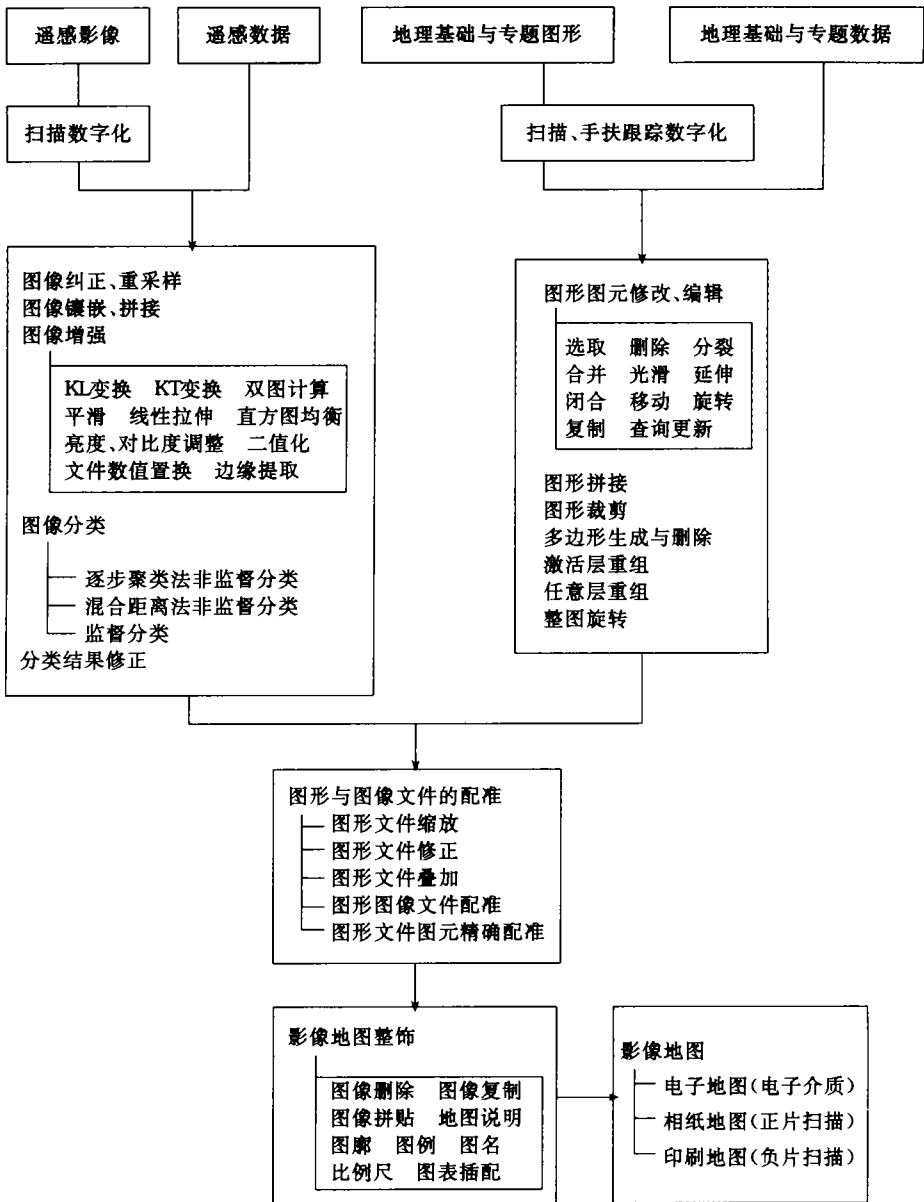 遥感影像
遥感数据
地理基础与专题图形
地理基础与专题数据
扫描数字化
扫描、手扶跟踪数字化
图像纠正、重采样
图像镶嵌、拼接
图像增强
KL变换 KT变换 双图计算
平滑 线性拉伸 直方图均衡
亮度、对比度调整 二值化
文件数值置换 边缘提取
图像分类
逐步聚类法非监督分类
混合距离法非监督分类
监督分类
分类结果修正
图形图元修改、编辑
选取 删除 分裂
合并 光滑 延伸
闭合 移动 旋转
复制 查询更新
图形拼接
图形裁剪
多边形生成与删除
激活层重组
任意层重组
整图旋转
图形与图像文件的配准
图形文件缩放
图形文件修正
图形文件叠加
图形图像文件配准
图形文件图元精确配准
影像地图整饰
图像删除 图像复制
图像拼贴 地图说明
图廓 图例 图名
比例尺 图表插配
影像地图
电子地图(电子介质)
相纸地图(正片扫描)
印刷地图(负片扫描)